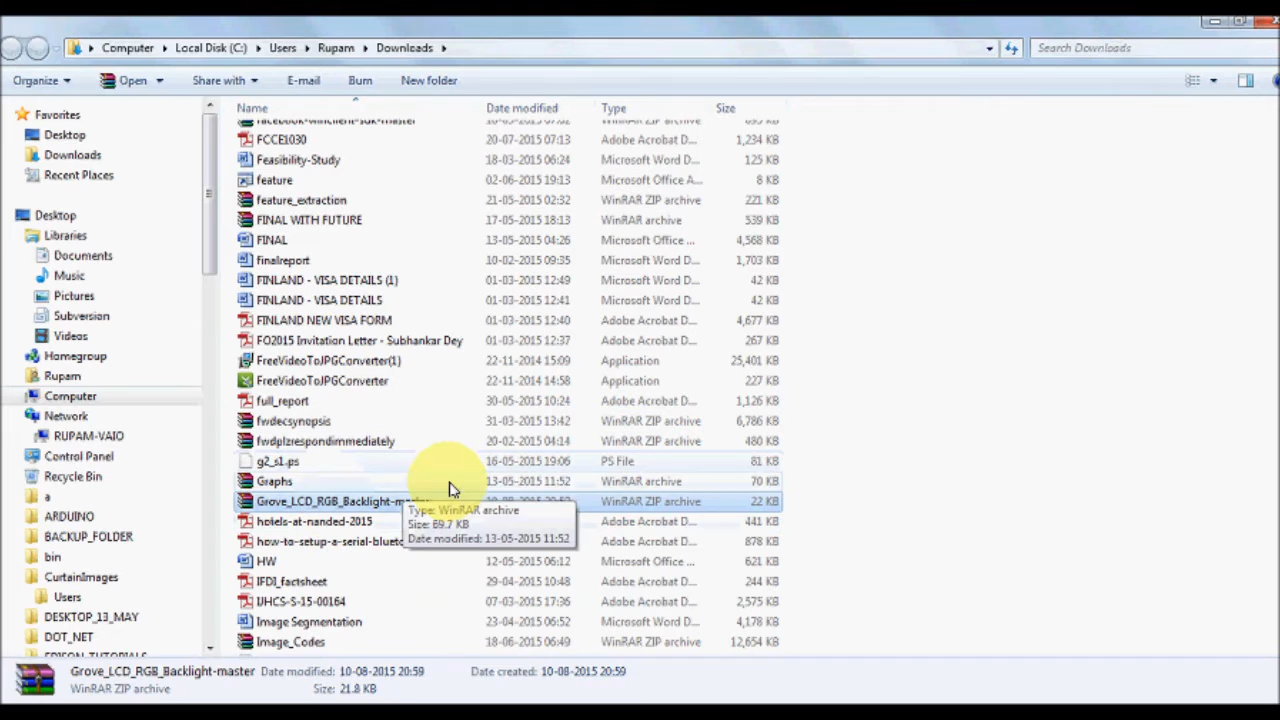 Computer Local Disk (C:) Users Rupam Downloads
Search Downloads
Organize Open Share with E-mail Burn New folder
Name Date modified Type Size
Favorites
Desktop
Downloads
Recent Places
Desktop
Libraries
Documents
Music
Pictures
Subversion
Videos
Homegroup
Rupam
Computer
Network
RUPAM-VAIO
Control Panel
Recycle Bin
a
ARDUINO
BACKUP_FOLDER
bin
CurtainImages
Users
DESKTOP_13_MAY
DOT_NET
EDISON_TUTORIALS
FCCE1030 20-07-2015 07:13 Adobe Acrobat D... 1,234 KB
Feasibility-Study 18-03-2015 06:24 Microsoft Word D... 125 KB
feature 02-06-2015 19:13 Microsoft Office A... 8 KB
feature_extraction 21-05-2015 02:32 WinRAR ZIP archive 221 KB
FINAL WITH FUTURE 17-05-2015 18:13 WinRAR archive 539 KB
FINAL 13-05-2015 04:26 Microsoft Office ... 4,568 KB
finalreport 10-02-2015 09:35 Microsoft Word D... 1,703 KB
FINLAND - VISA DETAILS (1) 01-03-2015 12:49 Microsoft Word D... 42 KB
FINLAND - VISA DETAILS 01-03-2015 12:41 Microsoft Word D... 42 KB
FINLAND NEW VISA FORM 01-03-2015 12:40 Adobe Acrobat D... 4,677 KB
FO2015 Invitation Letter - Subhankar Dey 01-03-2015 12:37 Adobe Acrobat D... 267 KB
FreeVideoToJPGConverter(1) 22-11-2014 15:09 Application 25,401 KB
FreeVideoToJPGConverter 22-11-2014 14:58 Application 227 KB
full_report 30-05-2015 10:24 Adobe Acrobat D... 1,126 KB
fwdecsynopsis 31-03-2015 13:42 WinRAR ZIP archive 6,786 KB
fwdplzrespondimmediately 20-02-2015 04:14 WinRAR ZIP archive 480 KB
g2_s1.ps 16-05-2015 19:06 PS File 81 KB
Graphs 13-05-2015 11:52 WinRAR archive 70 KB
Grove_LCD_RGB_Backlight-master WinRAR ZIP archive 22 KB
Type: WinRAR archive
Size: 69.7 KB
Date modified: 13-05-2015 11:52
hotels-at-nanded-2015 Adobe Acrobat D... 441 KB
how-to-setup-a-serial-blueto Adobe Acrobat D... 878 KB
HW 12-05-2015 06:12 Microsoft Office ... 621 KB
IFDI_factsheet 29-04-2015 10:48 Adobe Acrobat D... 244 KB
IJHCS-S-15-00164 07-03-2015 17:36 Adobe Acrobat D... 2,575 KB
Image Segmentation 23-04-2015 06:52 Microsoft Word D... 4,178 KB
Image_Codes 18-06-2015 06:49 WinRAR ZIP archive 12,654 KB
Grove_LCD_RGB_Backlight-master Date modified: 10-08-2015 20:59 Date created: 10-08-2015 20:59
WinRAR ZIP archive Size: 21.8 KB